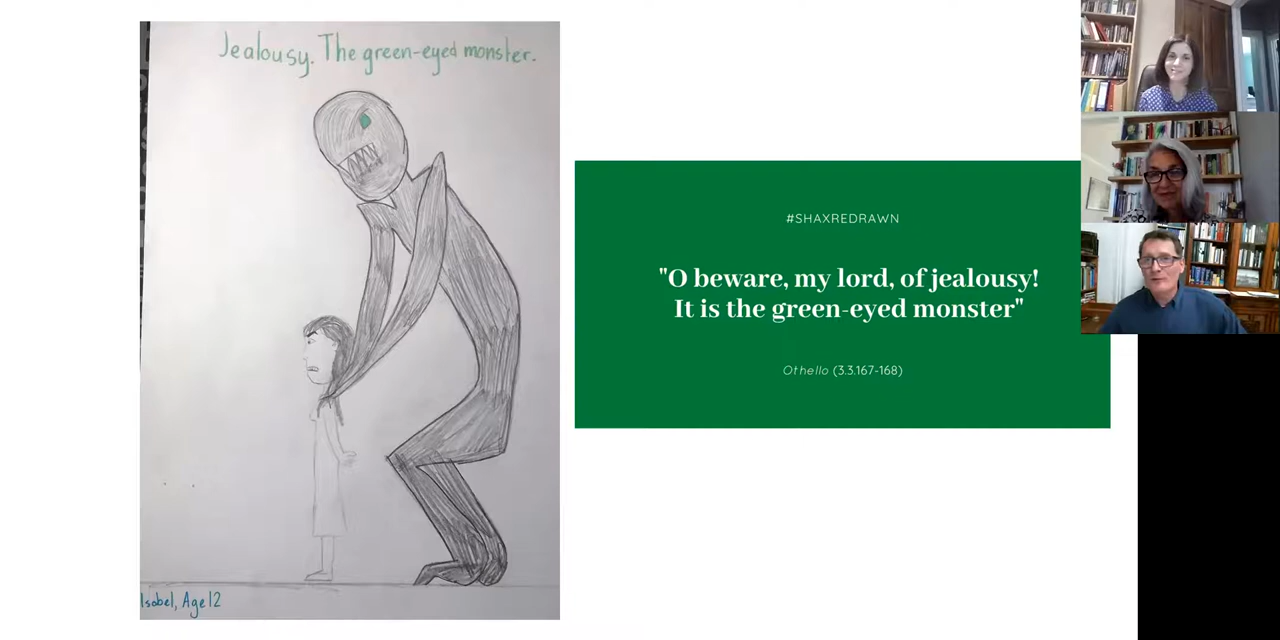 Jealousy. The green-eyed monster.
Isobel, Age 12
#SHAXREDRAWN
"O beware, my lord, of jealousy!
It is the green-eyed monster"
Othello (3.3.167-168)